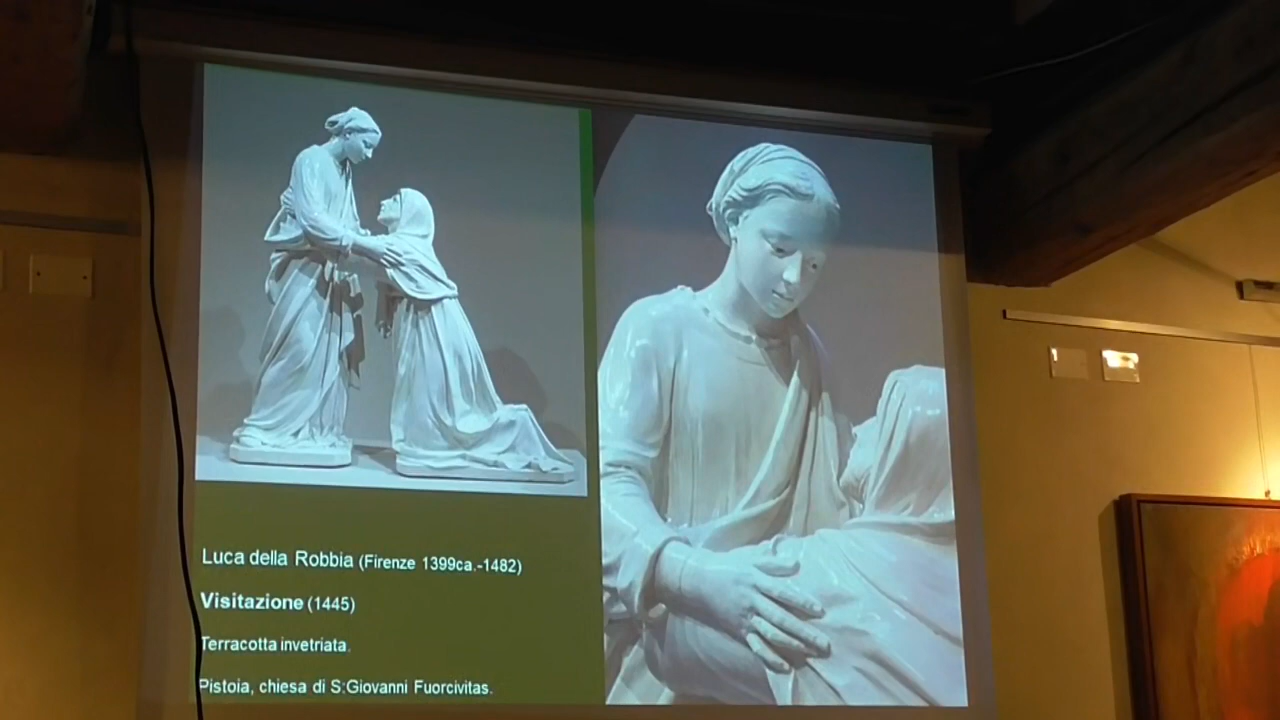 Luca della Robbia (Firenze 1399ca.-1482)
Visitazione (1445)
Terracotta invetriata.
Pistoia, chiesa di S:Giovanni Fuorcivitas.